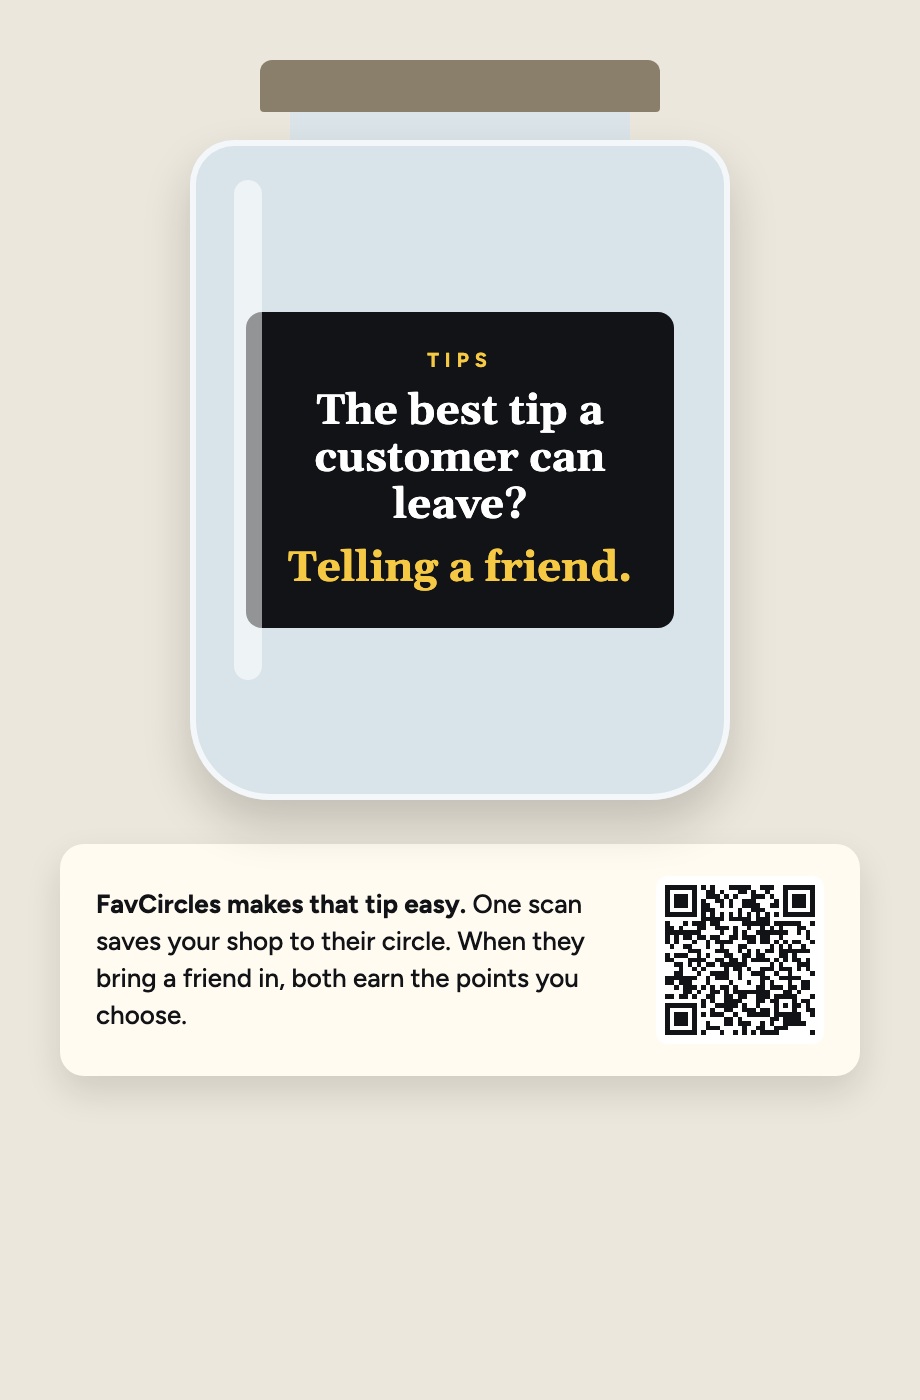 TIPS
The best tip a
customer can
leave?
Telling a friend.
FavCircles makes that tip easy. One scan
saves your shop to their circle. When they
bring a friend in, both earn the points you
choose.